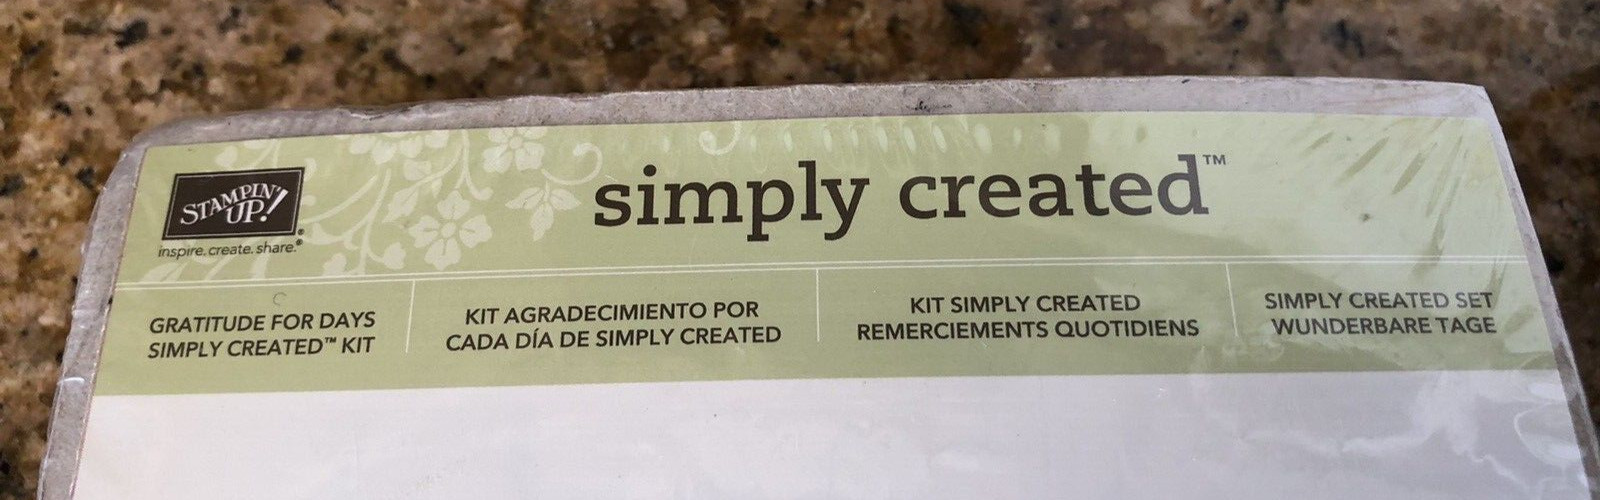 STAMPIN' UP!®
inspire. create. share.®
simply created™
GRATITUDE FOR DAYS
SIMPLY CREATED™ KIT
KIT AGRADECIMIENTO POR
CADA DÍA DE SIMPLY CREATED
KIT SIMPLY CREATED
REMERCIEMENTS QUOTIDIENS
SIMPLY CREATED SET
WUNDERBARE TAGE